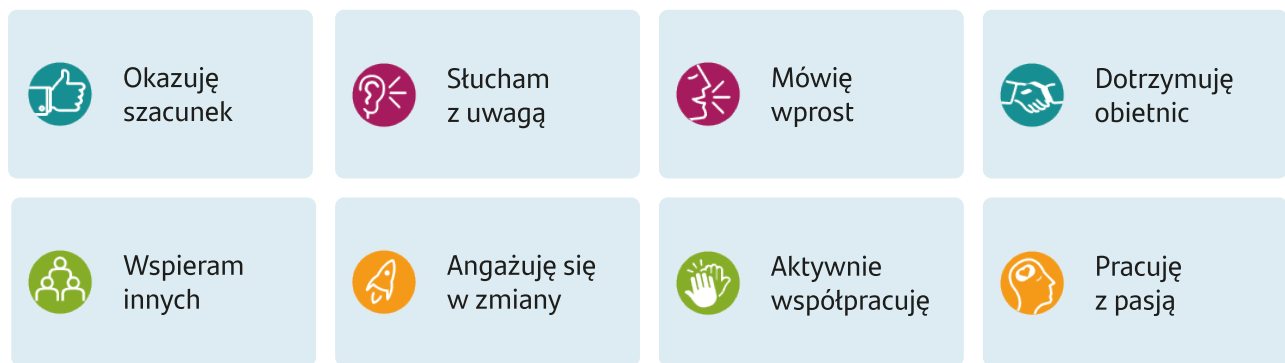 Okazuję
szacunek
Słucham
z uwagą
Mówię
wprost
Dotrzymuję
obietnic
Wspieram
innych
Angażuję się
w zmiany
Aktywnie
współpracuję
Pracuję
z pasją